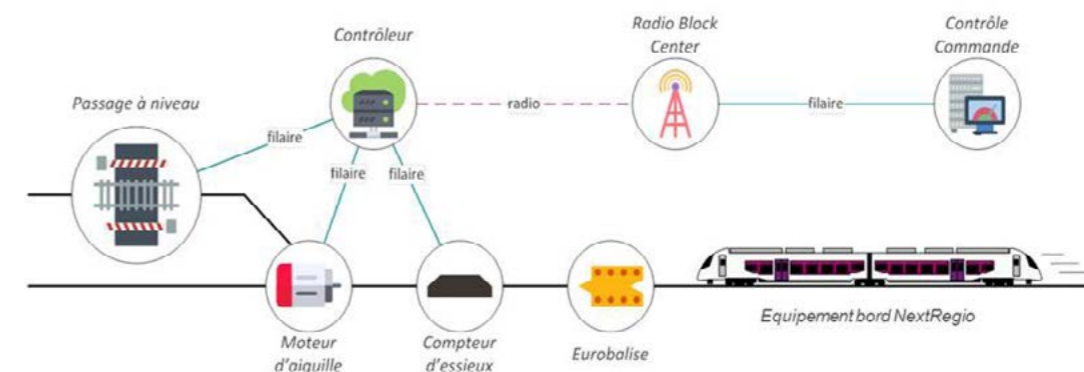 Radio Block
Center
Contrôle
Commande
Contrôleur
Passage à niveau
radio
filaire
filaire
filaire
filaire
Equipement bord NextRegio
Moteur
d'aiguille
Compteur
d'essieux
Eurobalise